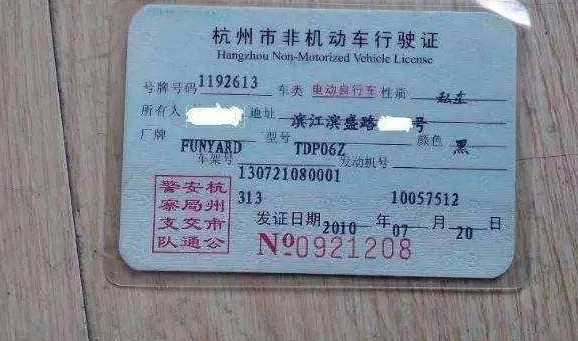 杭州市非机动车行驶证
Hangzhou Non-Motorized Vehicle License
号牌号码 1192613 车类 电动自行车 性质 私车
所有人 地址 滨江滨盛路 号
厂牌 FUNYARD 型号 TDP06Z 颜色 黑
车架号 130721080001 发动机号
313 10057512
发证日期 2010 年 07 月 20 日
№0921208
杭州市公
安局交通
警察支队